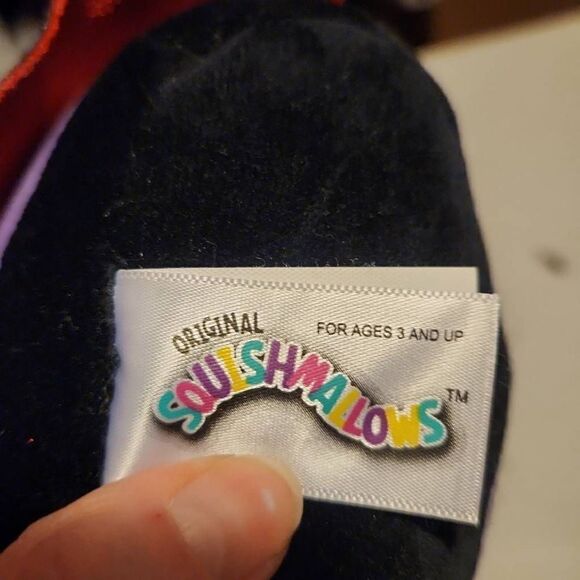 ORIGINAL
FOR AGES 3 AND UP
SQUISHMALLOWS™